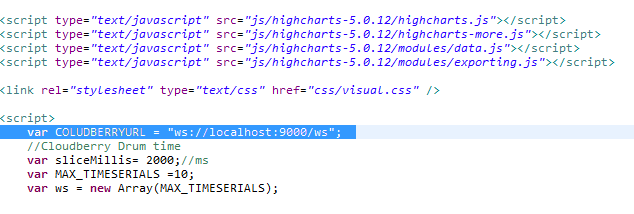 <script type="text/javascript" src="js/highcharts-5.0.12/highcharts.js"></script>
<script type="text/javascript" src="js/highcharts-5.0.12/highcharts-more.js"></script>
<script type="text/javascript" src="js/highcharts-5.0.12/modules/data.js"></script>
<script type="text/javascript" src="js/highcharts-5.0.12/modules/exporting.js"></script>
<link rel="stylesheet" type="text/css" href="css/visual.css" />
<script>
var COLUDBERRYURL = "ws://localhost:9000/ws";
//Cloudberry Drum time
var sliceMillis= 2000;//ms
var MAX_TIMESERIALS =10;
var ws = new Array(MAX_TIMESERIALS);